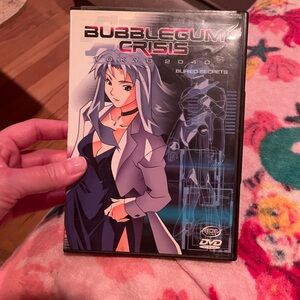 BUBBLEGUM
CRISIS
TOKYO 2040
BURIED SECRETS
DVD